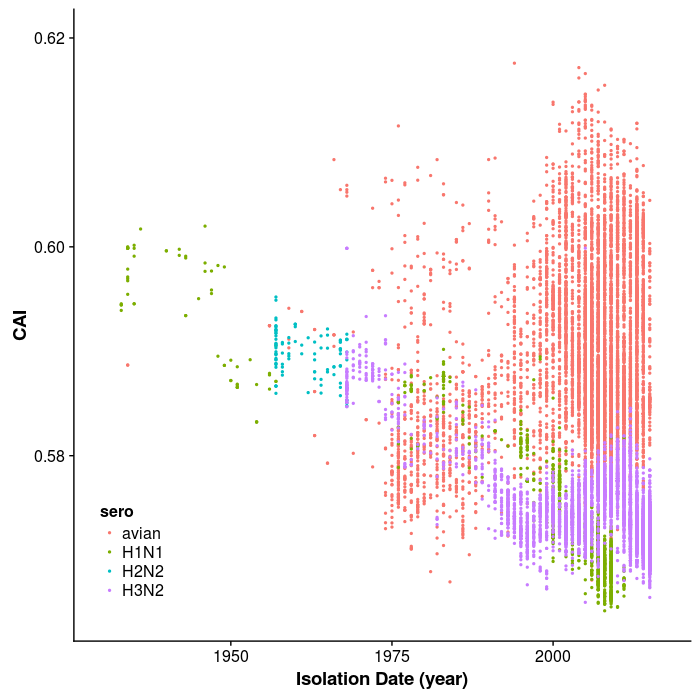 0.62
0.60
0.58
CAI
sero
avian
H1N1
H2N2
H3N2
1950 1975 2000
Isolation Date (year)